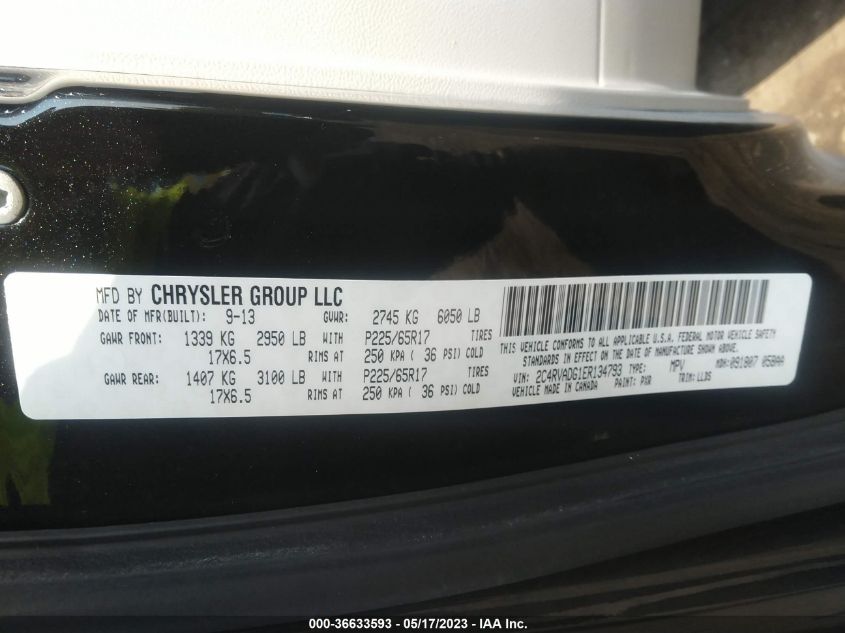 MFD BY CHRYSLER GROUP LLC
DATE OF MFR(BUILT): 9-13 GVWR: 2745 KG 6050 LB
GAWR FRONT: 1339 KG 2950 LB WITH P225/65R17 TIRES
17X6.5 RIMS AT 250 KPA ( 36 PSI) COLD
GAWR REAR: 1407 KG 3100 LB WITH P225/65R17 TIRES
17X6.5 RIMS AT 250 KPA ( 36 PSI) COLD
THIS VEHICLE CONFORMS TO ALL APPLICABLE U.S.A. FEDERAL MOTOR VEHICLE SAFETY
STANDARDS IN EFFECT ON THE DATE OF MANUFACTURE SHOWN ABOVE.
VIN: 2C4RVADG1ER134793 TYPE: MPV MDH: 091807 058AA
VEHICLE MADE IN CANADA PAINT: PXR TRIM: LLDS
000-36633593 - 05/17/2023 - IAA Inc.